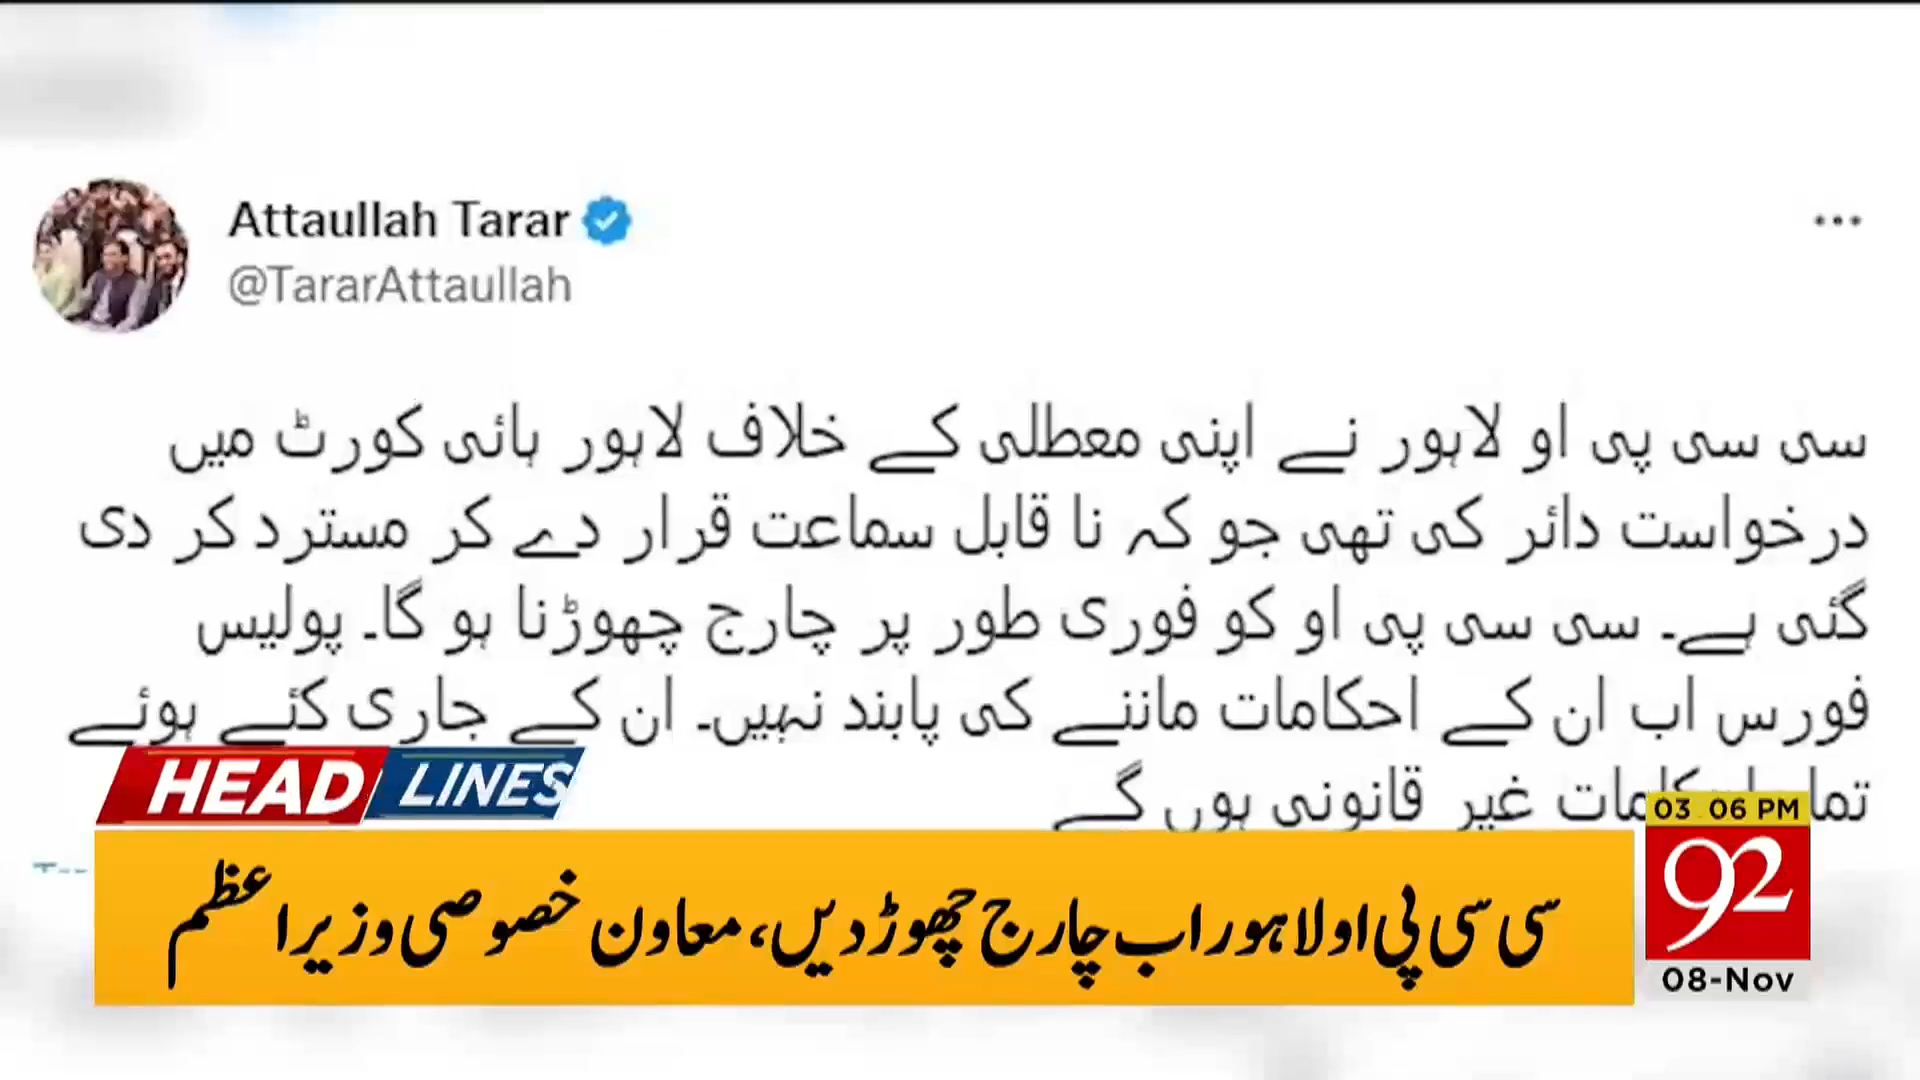 Attaullah Tarar
@TararAttaullah
سی سی پی او لاہور نے اپنی معطلی کے خلاف لاہور ہائی کورٹ میں
درخواست دائر کی تھی جو کہ نا قابل سماعت قرار دے کر مسترد کر دی
گئی ہے۔ سی سی پی او کو فوری طور پر چارج چھوڑنا ہو گا۔ پولیس
فورس اب ان کے احکامات ماننے کی پابند نہیں۔ ان کے جاری کئے ہوئے
غیر قانونی ہوں گے
HEAD LINES
03 06 PM
سی سی پی او لاہور اب چارج چھوڑ دیں، معاون خصوصی وزیراعظم
92
08-Nov